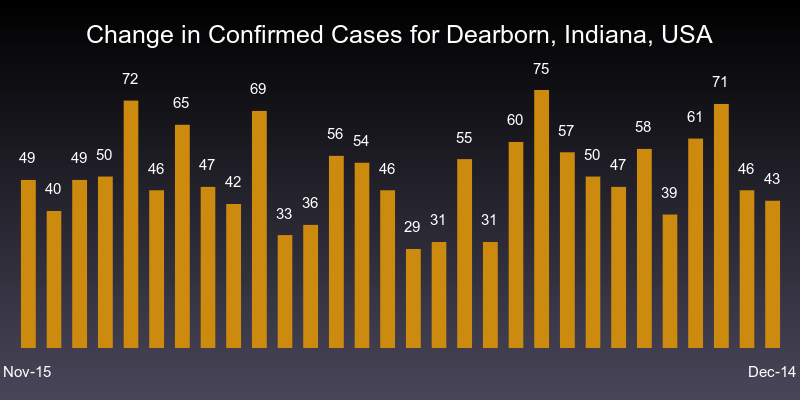 Change in Confirmed Cases for Dearborn, Indiana, USA
49 40 49 50 72 46 65 47 42 69 33 36 56 54 46 29 31 55 31 60 75 57 50 47 58 39 61 71 46 43
Nov-15 Dec-14